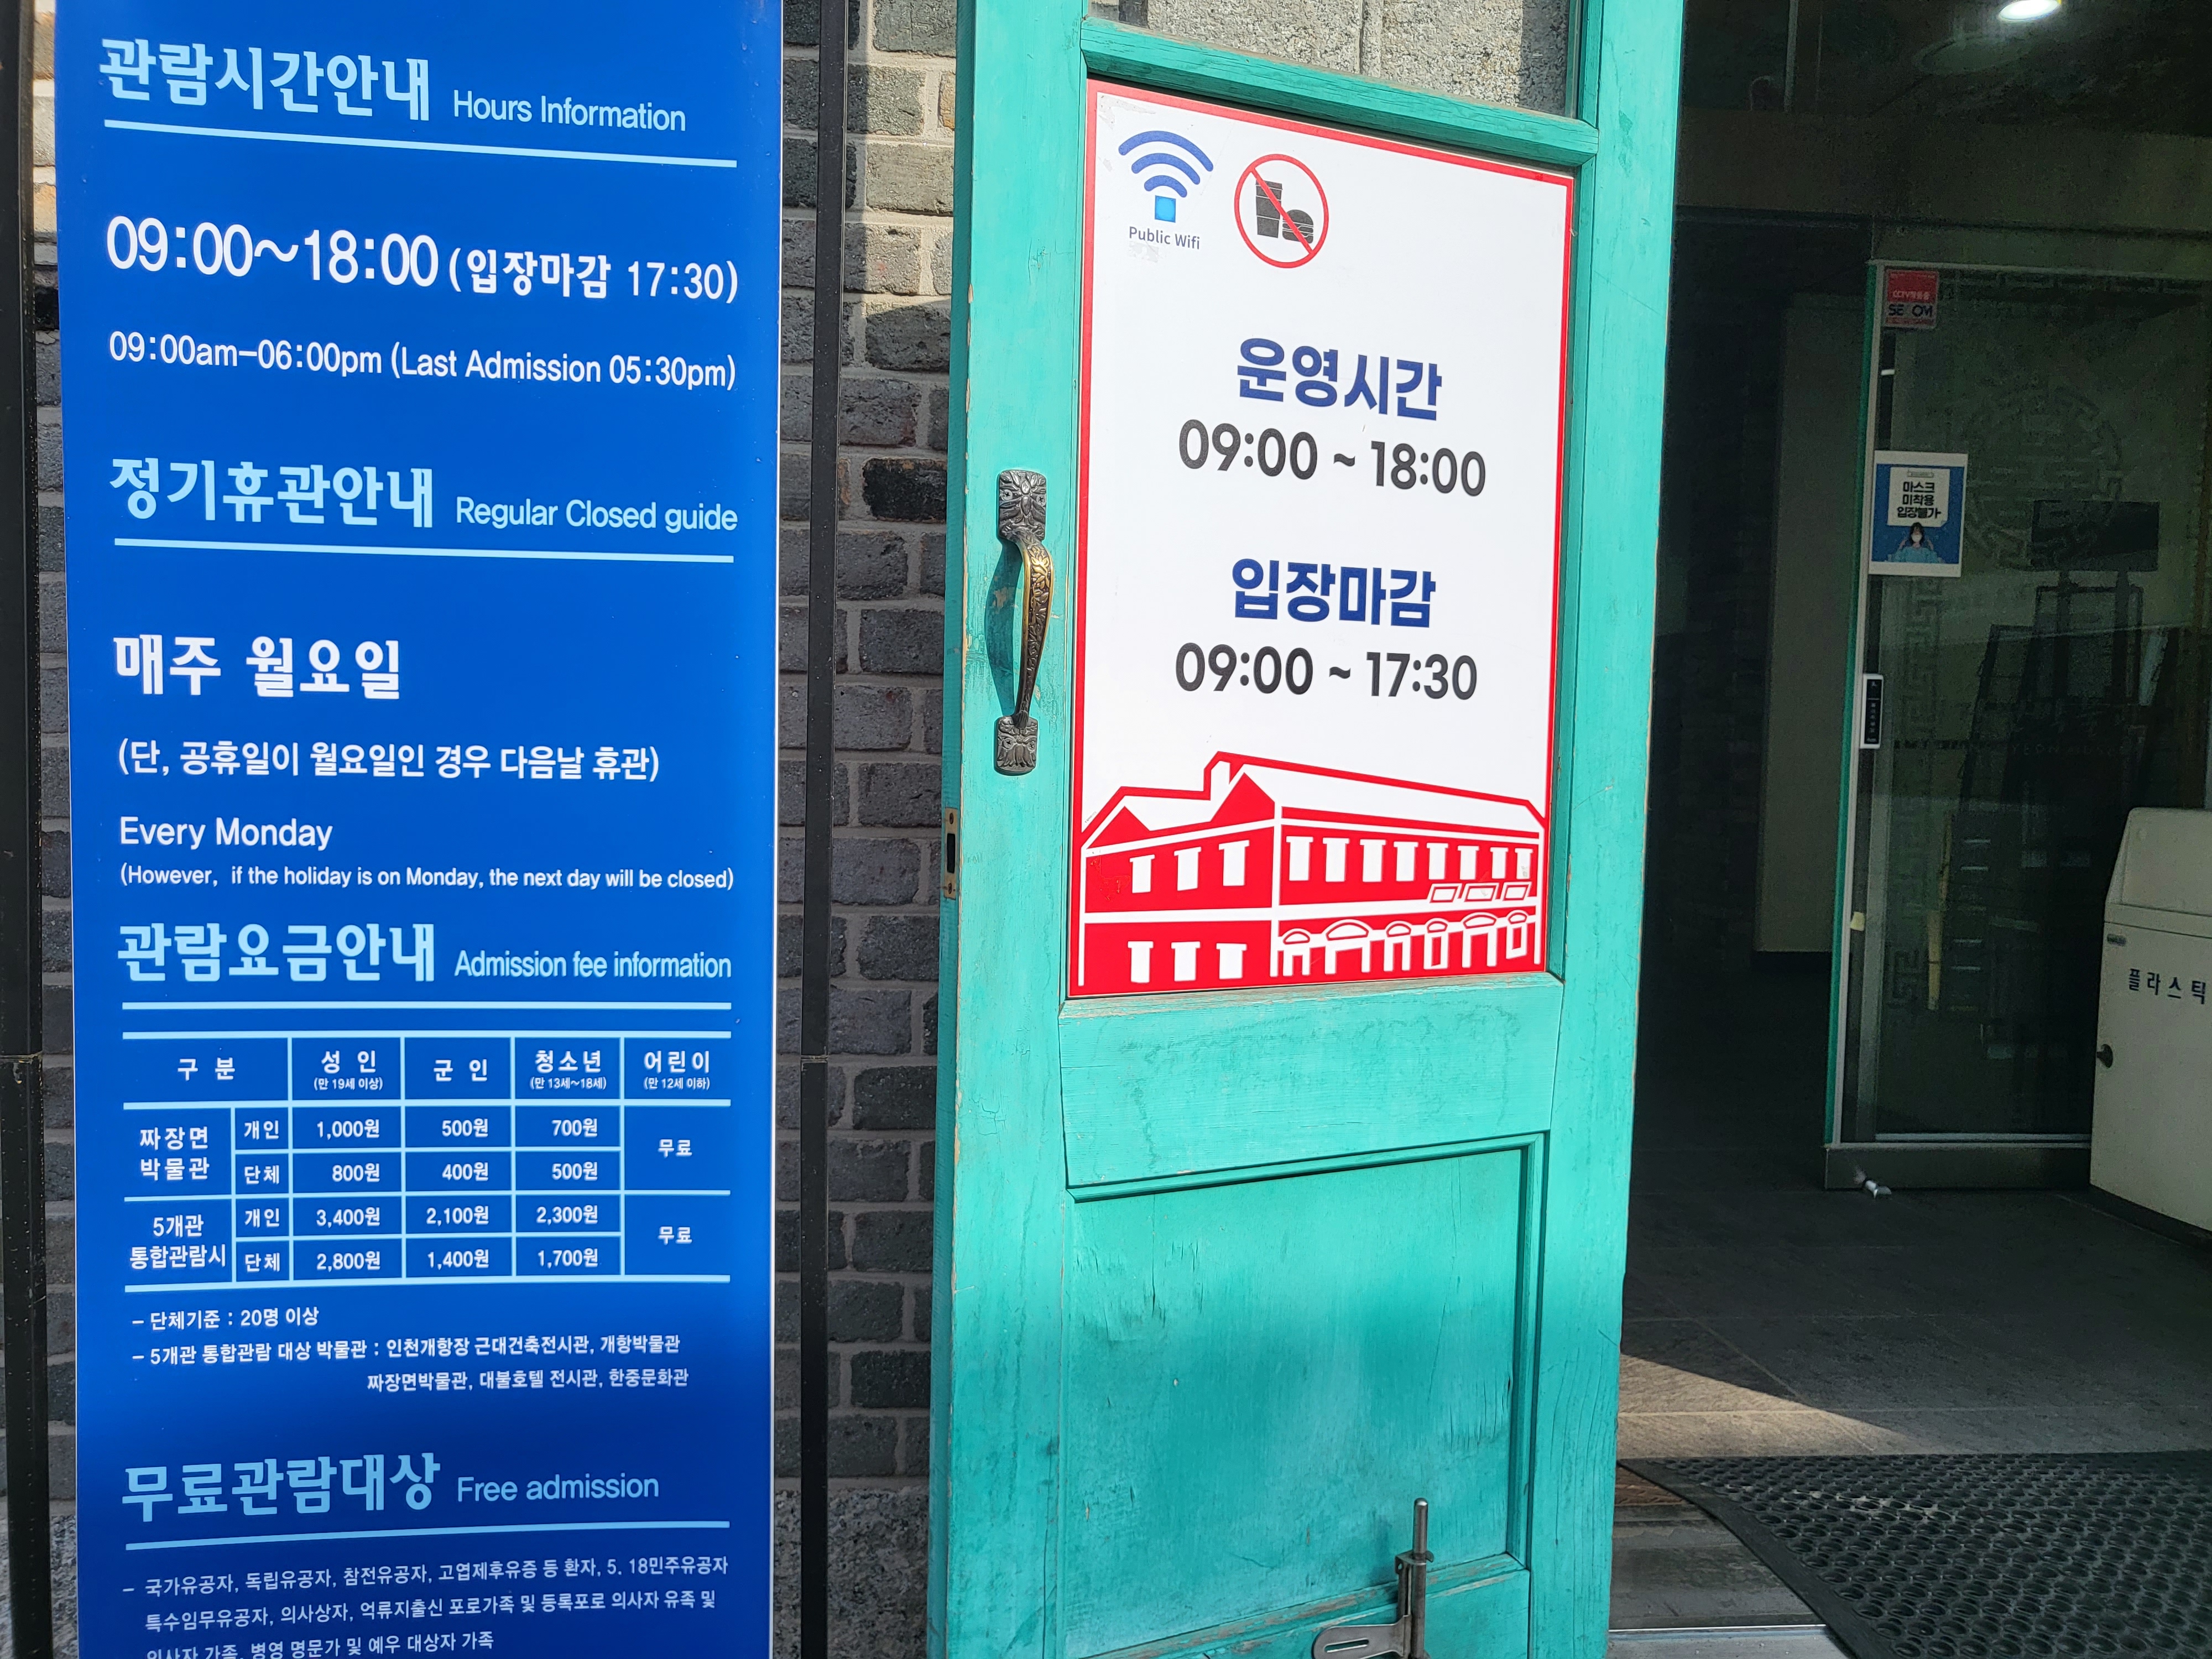 관람시간안내 Hours Information
09:00~18:00 (입장마감 17:30)
09:00am-06:00pm (Last Admission 05:30pm)
정기휴관안내 Regular Closed guide
매주 월요일
(단, 공휴일이 월요일인 경우 다음날 휴관)
Every Monday
(However, if the holiday is on Monday, the next day will be closed)
관람요금안내 Admission fee information
구 분 성 인 군 인 청소년 어린이
(만 19세 이상) (만 13세~18세) (만 12세 이하)
짜장면 박물관 개인 1,000원 500원 700원 무료
단체 800원 400원 500원
5개관 통합관람시 개인 3,400원 2,100원 2,300원 무료
단체 2,800원 1,400원 1,700원
- 단체기준 : 20명 이상
- 5개관 통합관람 대상 박물관 : 인천개항장 근대건축전시관, 개항박물관
짜장면박물관, 대불호텔 전시관, 한중문화관
무료관람대상 Free admission
- 국가유공자, 독립유공자, 참전유공자, 고엽제후유증 등 환자, 5. 18민주유공자
특수임무유공자, 의사상자, 억류지출신 포로가족 및 등록포로 의사자 유족 및
의사자 가족, 병영 명문가 및 예우 대상자 가족
Public Wifi
운영시간
09:00 ~ 18:00
입장마감
09:00 ~ 17:30
마스크
미착용
입장불가
플라스틱